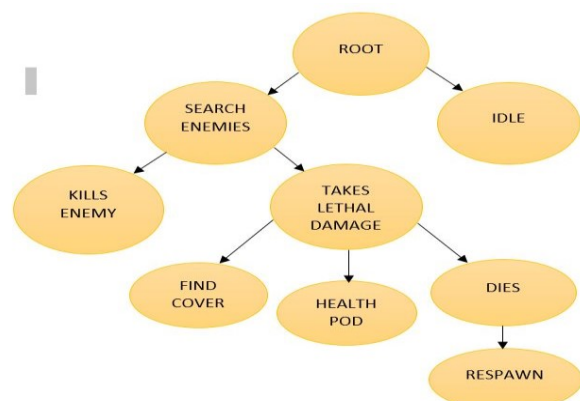 ROOT
SEARCH
ENEMIES
IDLE
KILLS
ENEMY
TAKES
LETHAL
DAMAGE
FIND
COVER
HEALTH
POD
DIES
RESPAWN